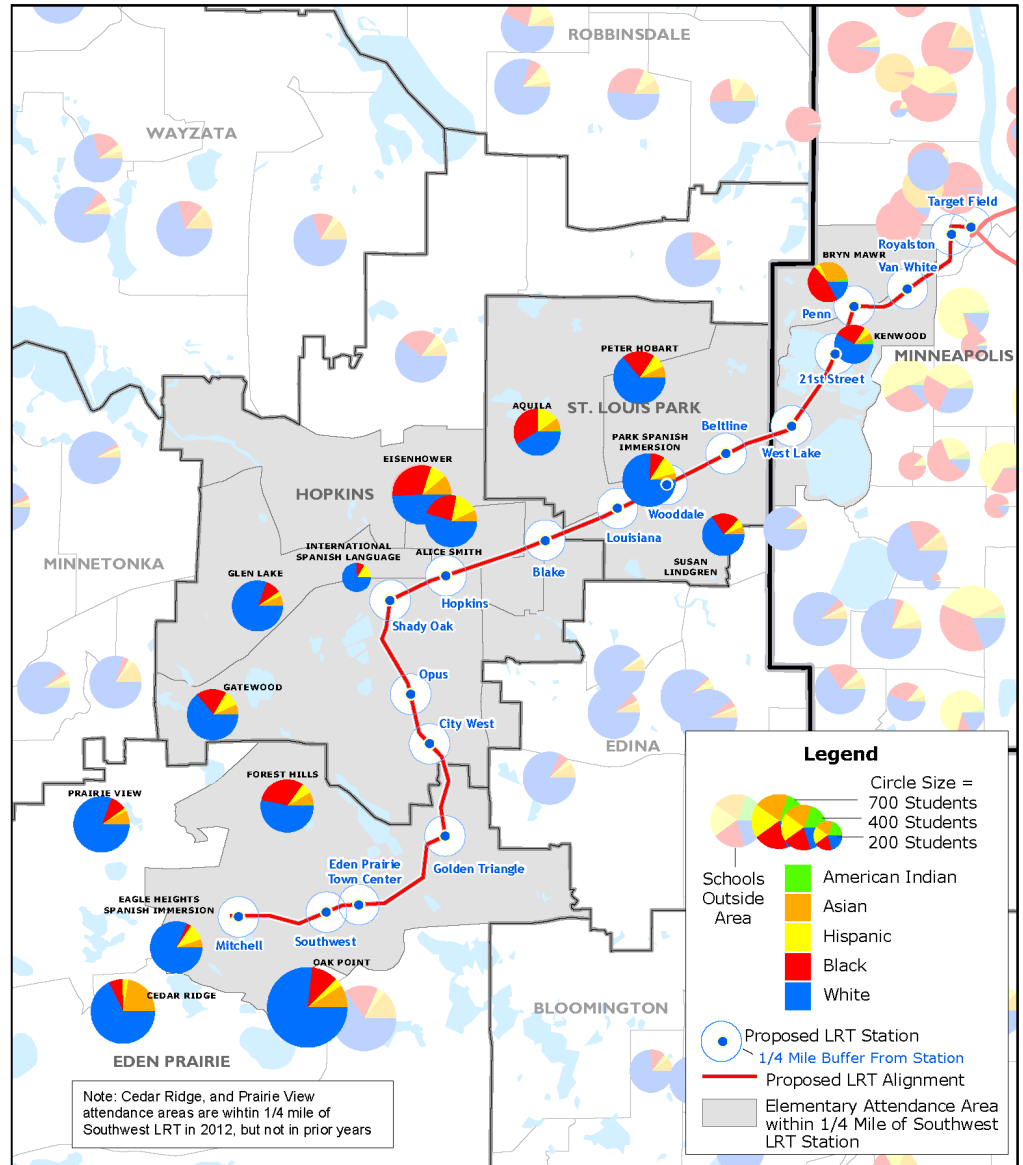 ROBBINSDALE
WAYZATA
Target Field
Royalston
BRYN MAWR
Van White
Penn
KENWOOD
MINNEAPOLIS
PETER HOBART
21st Street
AQUILA
ST. LOUIS PARK
Beltline
PARK SPANISH
IMMERSION
West Lake
EISENHOWER
HOPKINS
Wooddale
Louisiana
INTERNATIONAL
SPANISH LANGUAGE
ALICE SMITH
SUSAN
LINDGREN
MINNETONKA
GLEN LAKE
Blake
Hopkins
Shady Oak
Opus
GATEWOOD
City West
EDINA
FOREST HILLS
PRAIRIE VIEW
Golden Triangle
Eden Prairie
Town Center
EAGLE HEIGHTS
SPANISH IMMERSION
Mitchell
Southwest
OAK POINT
CEDAR RIDGE
BLOOMINGTON
EDEN PRAIRIE
Note: Cedar Ridge, and Prairie View
attendance areas are wihtin 1/4 mile of
Southwest LRT in 2012, but not in prior years
Legend
Circle Size =
700 Students
400 Students
200 Students
Schools
Outside
Area
American Indian
Asian
Hispanic
Black
White
Proposed LRT Station
1/4 Mile Buffer From Station
Proposed LRT Alignment
Elementary Attendance Area
within 1/4 Mile of Southwest
LRT Station